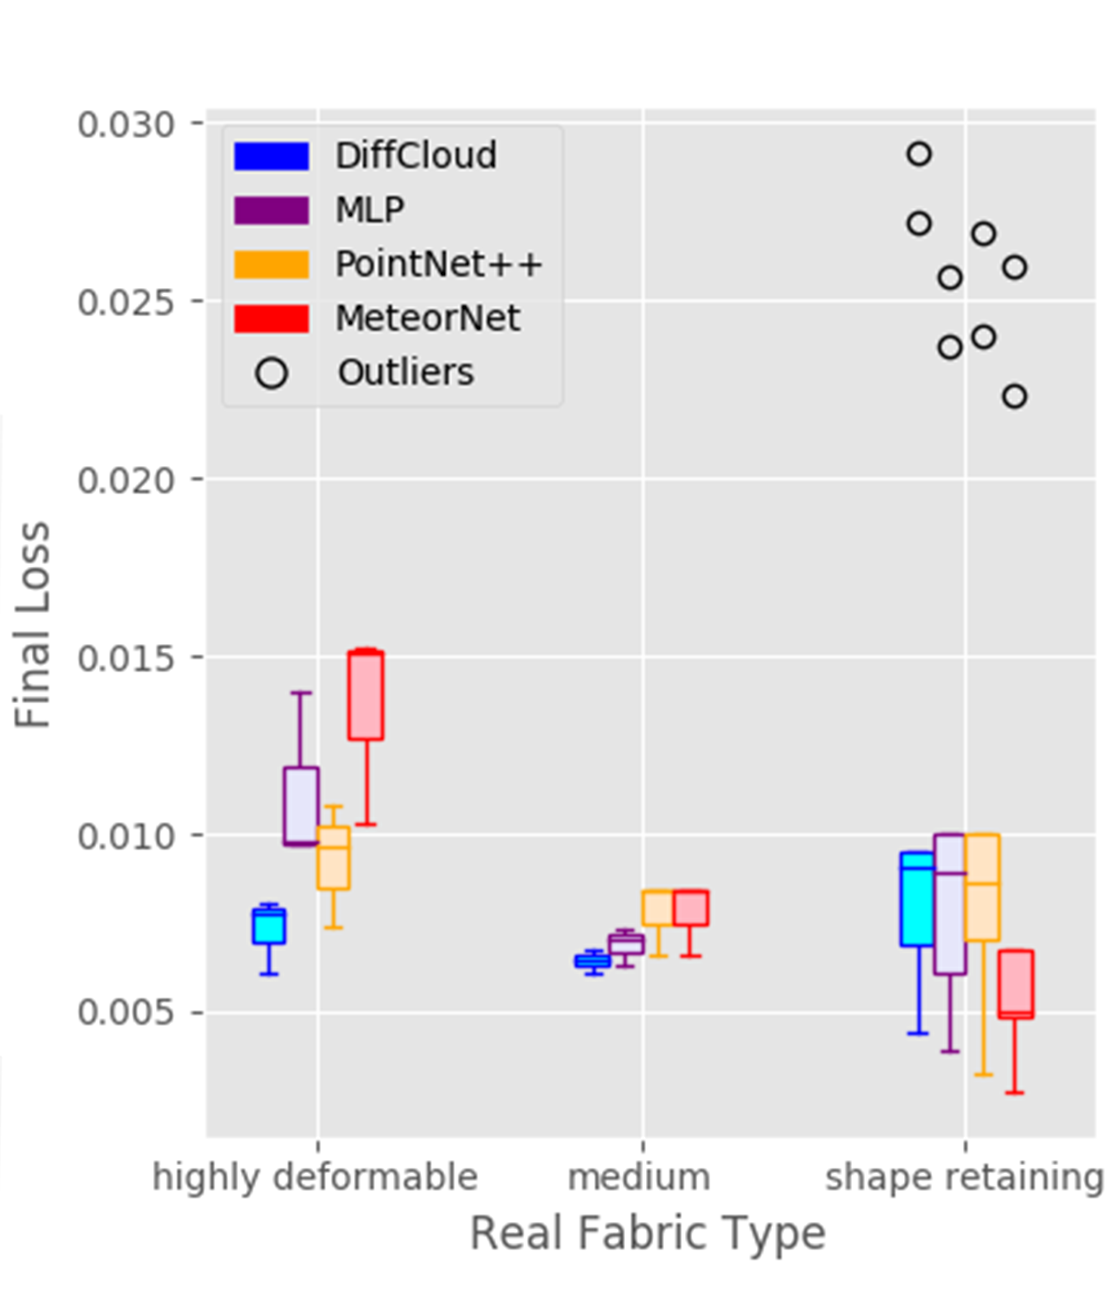 0.030
0.025
0.020
0.015
0.010
0.005
Final Loss
DiffCloud
MLP
PointNet++
MeteorNet
Outliers
highly deformable medium shape retaining
Real Fabric Type